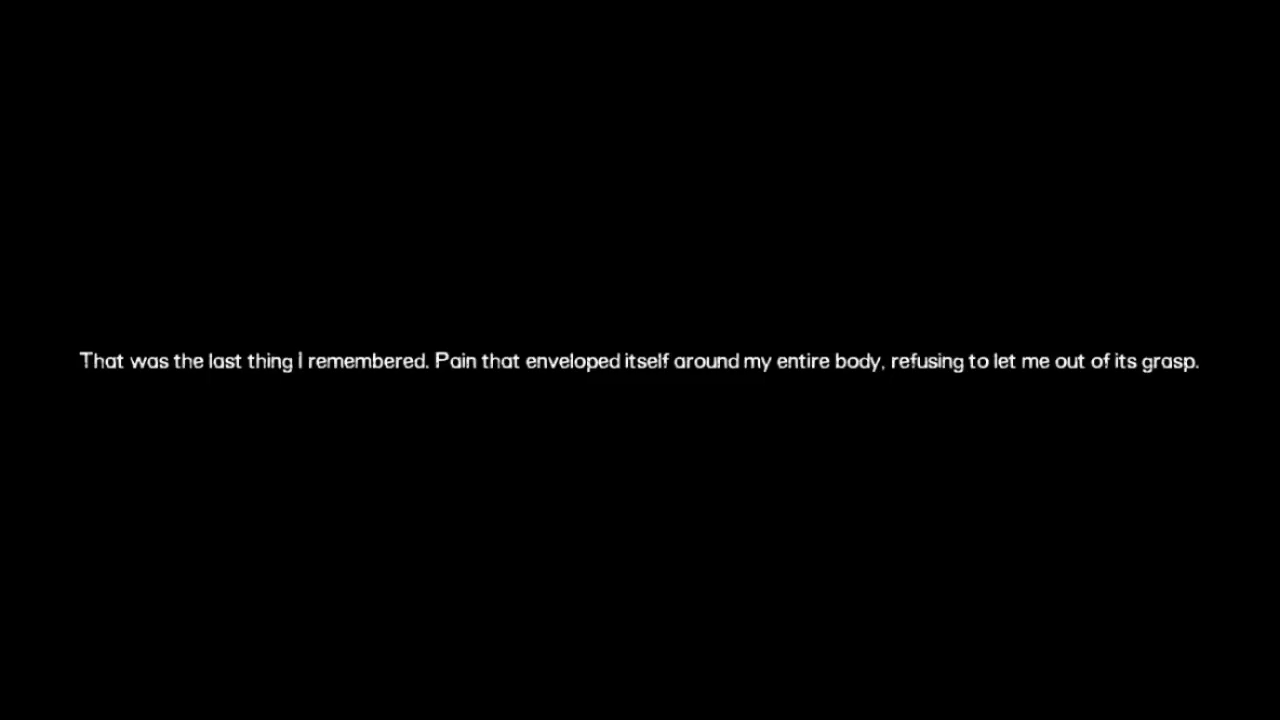 That was the last thing I remembered. Pain that enveloped itself around my entire body, refusing to let me out of its grasp.